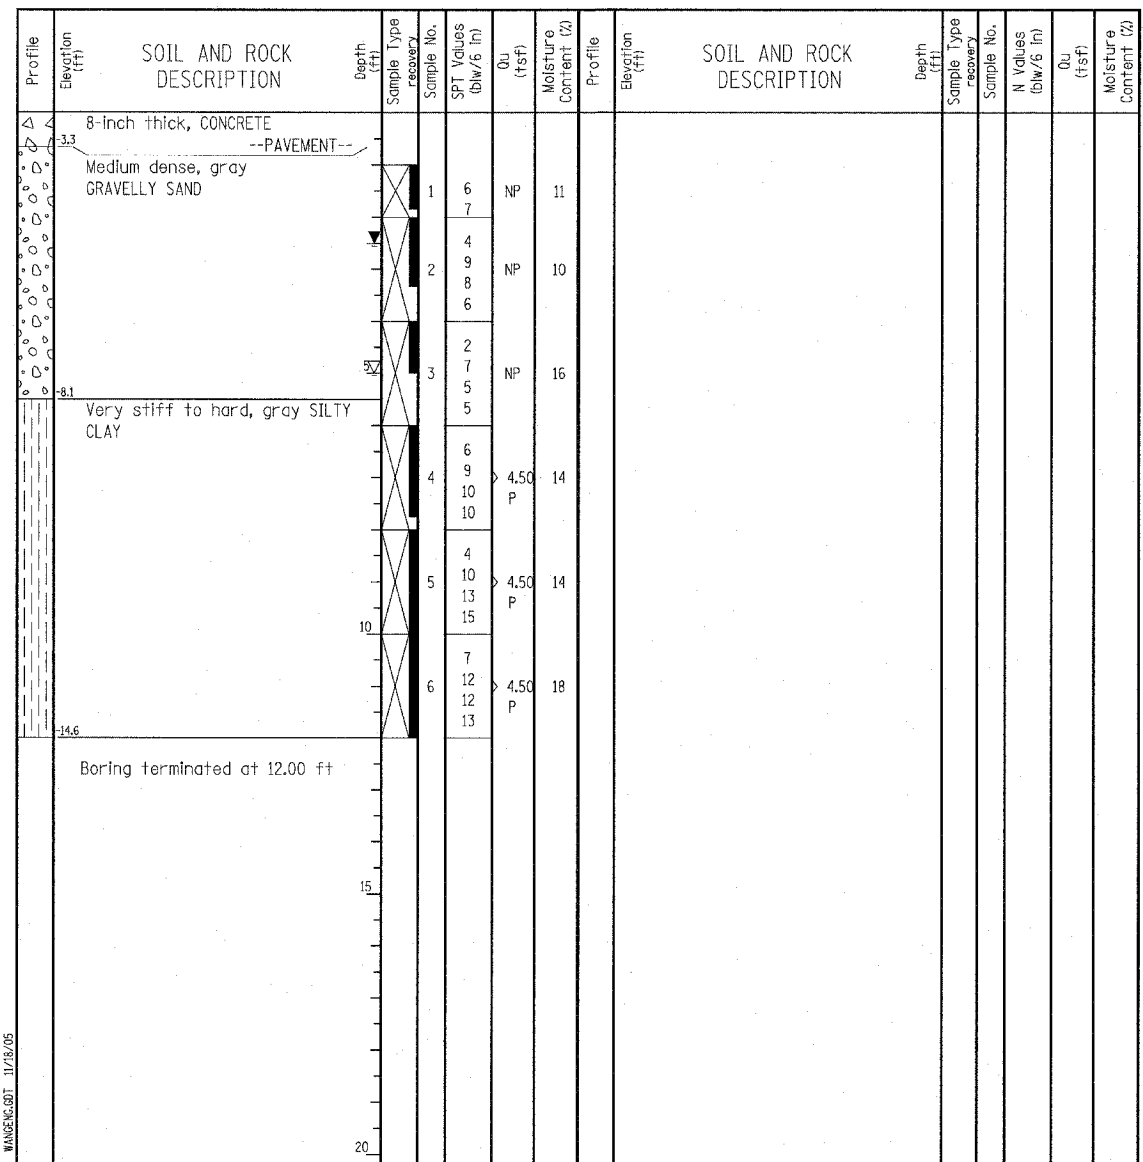 Profile
Elevation (ft)
SOIL AND ROCK
DESCRIPTION
Depth (ft)
Sample Type
recovery
Sample No.
SPT Values
(blw/6 in)
Qu
(tsf)
Moisture
Content (%)
Profile
Elevation (ft)
SOIL AND ROCK
DESCRIPTION
Depth (ft)
Sample Type
recovery
Sample No.
N Values
(blw/6 in)
Qu
(tsf)
Moisture
Content (%)
8-inch thick, CONCRETE
-3.3 --PAVEMENT--
Medium dense, gray
GRAVELLY SAND
1 6 NP 11
7
4
9
2 NP 10
8
6
2
5 7
3 NP 16
5
-8.1
Very stiff to hard, gray SILTY 5
CLAY
6
9
4 > 4.50 14
10 P
10
4
10
5 > 4.50 14
13 P
15
10
7
12
6 > 4.50 18
12 P
13
-14.6
Boring terminated at 12.00 ft
15
20
WANGENG.GDT 11/18/05